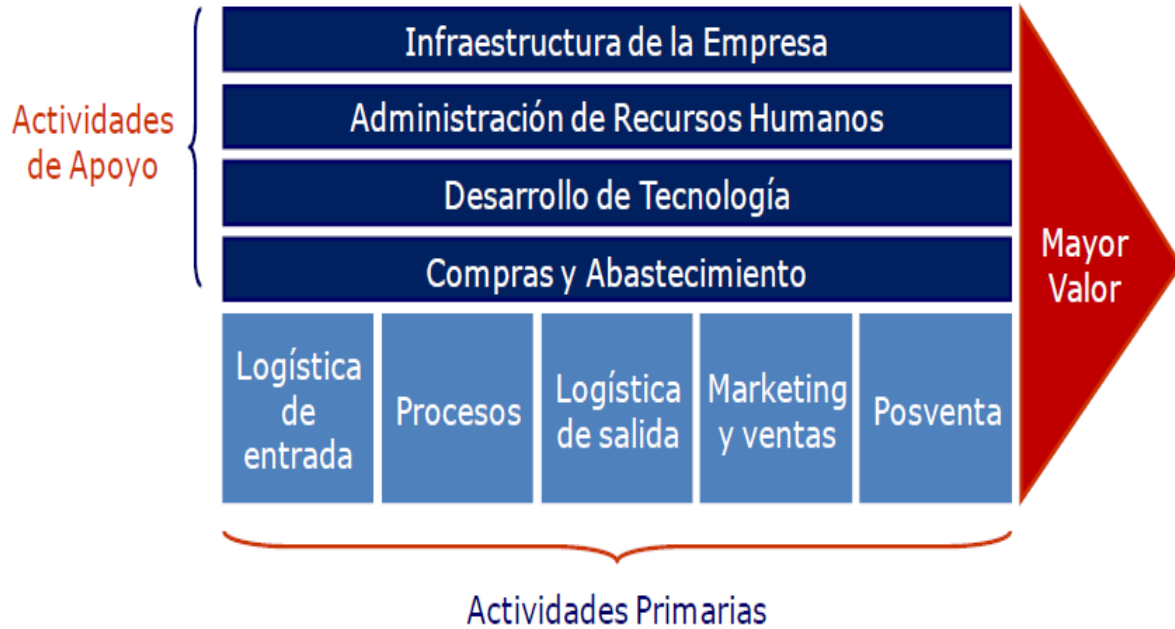 Infraestructura de la Empresa
Actividades
de Apoyo
Administración de Recursos Humanos
Desarrollo de Tecnología
Compras y Abastecimiento
Mayor
Valor
Logística
de
entrada
Procesos
Logística
de salida
Marketing
y ventas
Posventa
Actividades Primarias